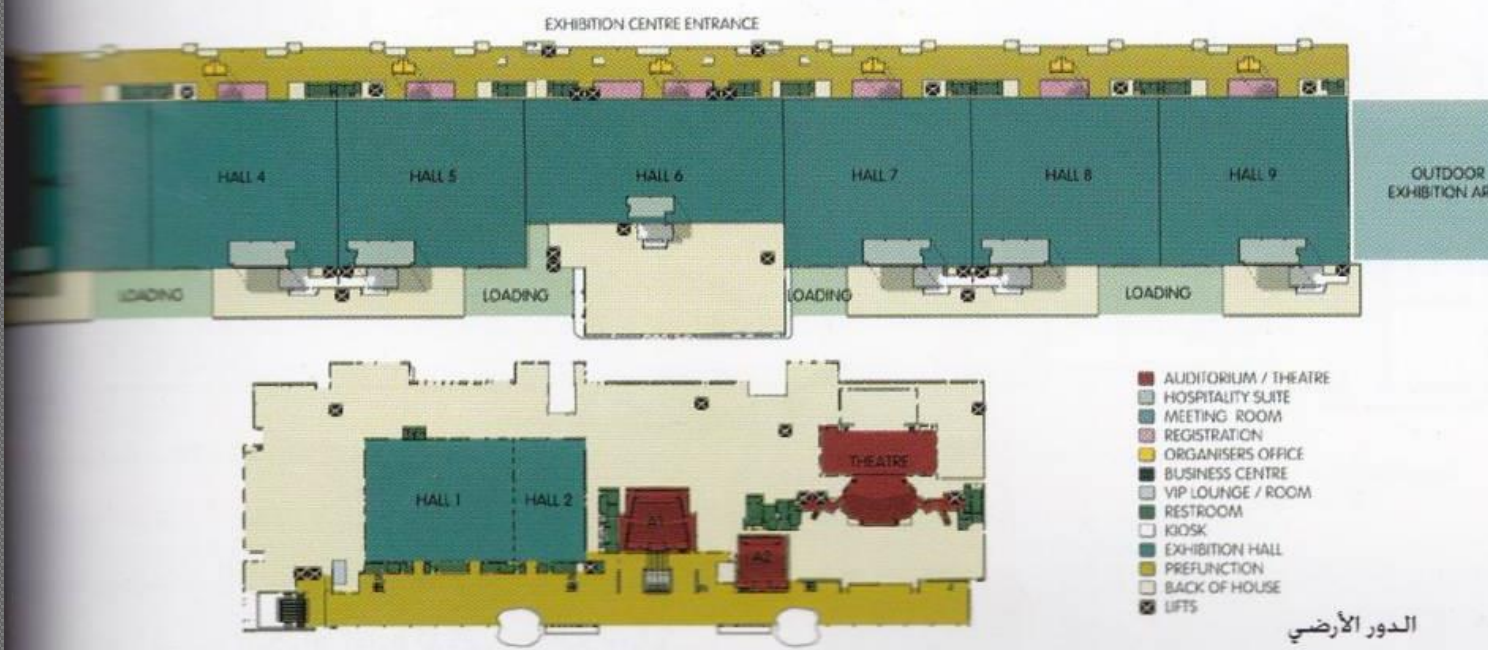 EXHIBITION CENTRE ENTRANCE
HALL 4
HALL 5
HALL 6
HALL 7
HALL 8
HALL 9
OUTDOOR
EXHIBITION
LOADING
LOADING
LOADING
LOADING
HALL 1
HALL 2
A1
A2
THEATRE
AUDITORIUM / THEATRE
HOSPITALITY SUITE
MEETING ROOM
REGISTRATION
ORGANISERS OFFICE
BUSINESS CENTRE
VIP LOUNGE / ROOM
RESTROOM
KIOSK
EXHIBITION HALL
PREFUNCTION
BACK OF HOUSE
LIFTS
الدور الأرضي